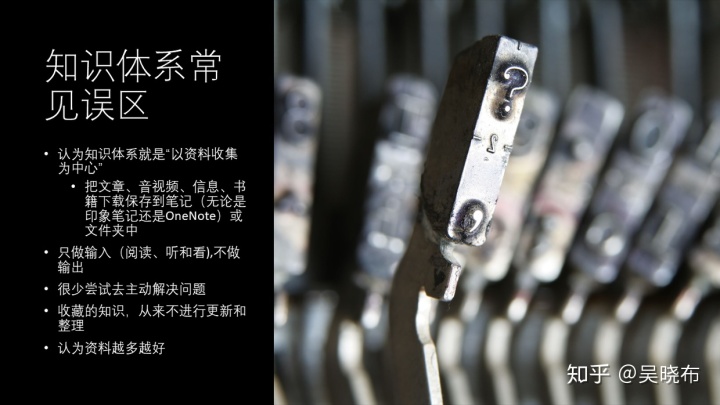 知识体系常
见误区
• 认为知识体系就是“以资料收集
为中心”
• 把文章、音视频、信息、书
籍下载保存到笔记（无论是
印象笔记还是OneNote）或
文件夹中
• 只做输入（阅读、听和看),不做
输出
• 很少尝试去主动解决问题
• 收藏的知识，从来不进行更新和
整理
• 认为资料越多越好
?
2
,
知乎 @吴晓布